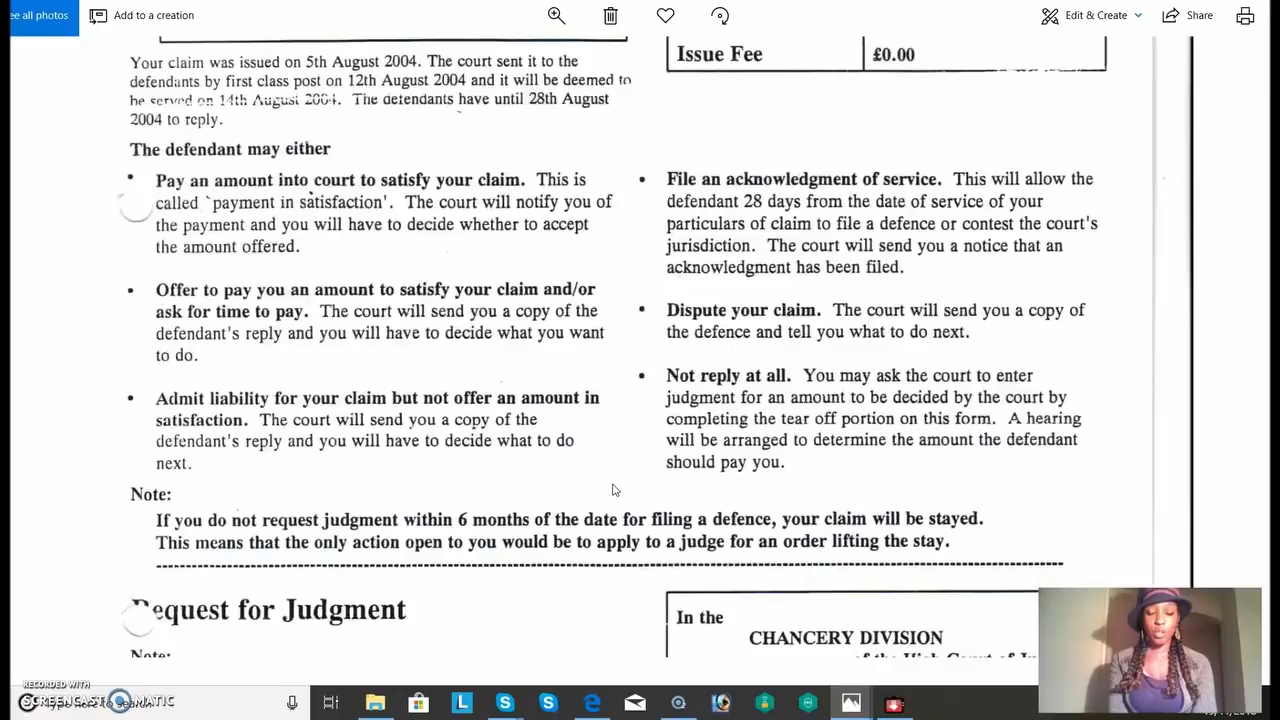 ee all photos
Add to a creation
Edit & Create
Share
Your claim was issued on 5th August 2004. The court sent it to the
defendants by first class post on 12th August 2004 and it will be deemed to
be served on 14th August 2004. The defendants have until 28th August
2004 to reply.
Issue Fee £0.00
The defendant may either
• Pay an amount into court to satisfy your claim. This is
called `payment in satisfaction'. The court will notify you of
the payment and you will have to decide whether to accept
the amount offered.
• Offer to pay you an amount to satisfy your claim and/or
ask for time to pay. The court will send you a copy of the
defendant's reply and you will have to decide what you want
to do.
• Admit liability for your claim but not offer an amount in
satisfaction. The court will send you a copy of the
defendant's reply and you will have to decide what to do
next.
• File an acknowledgment of service. This will allow the
defendant 28 days from the date of service of your
particulars of claim to file a defence or contest the court's
jurisdiction. The court will send you a notice that an
acknowledgment has been filed.
• Dispute your claim. The court will send you a copy of
the defence and tell you what to do next.
• Not reply at all. You may ask the court to enter
judgment for an amount to be decided by the court by
completing the tear off portion on this form. A hearing
will be arranged to determine the amount the defendant
should pay you.
Note:
If you do not request judgment within 6 months of the date for filing a defence, your claim will be stayed.
This means that the only action open to you would be to apply to a judge for an order lifting the stay.
Request for Judgment
Note:
In the
CHANCERY DIVISION
RECORDED WITH
SCREENCAST MATIC